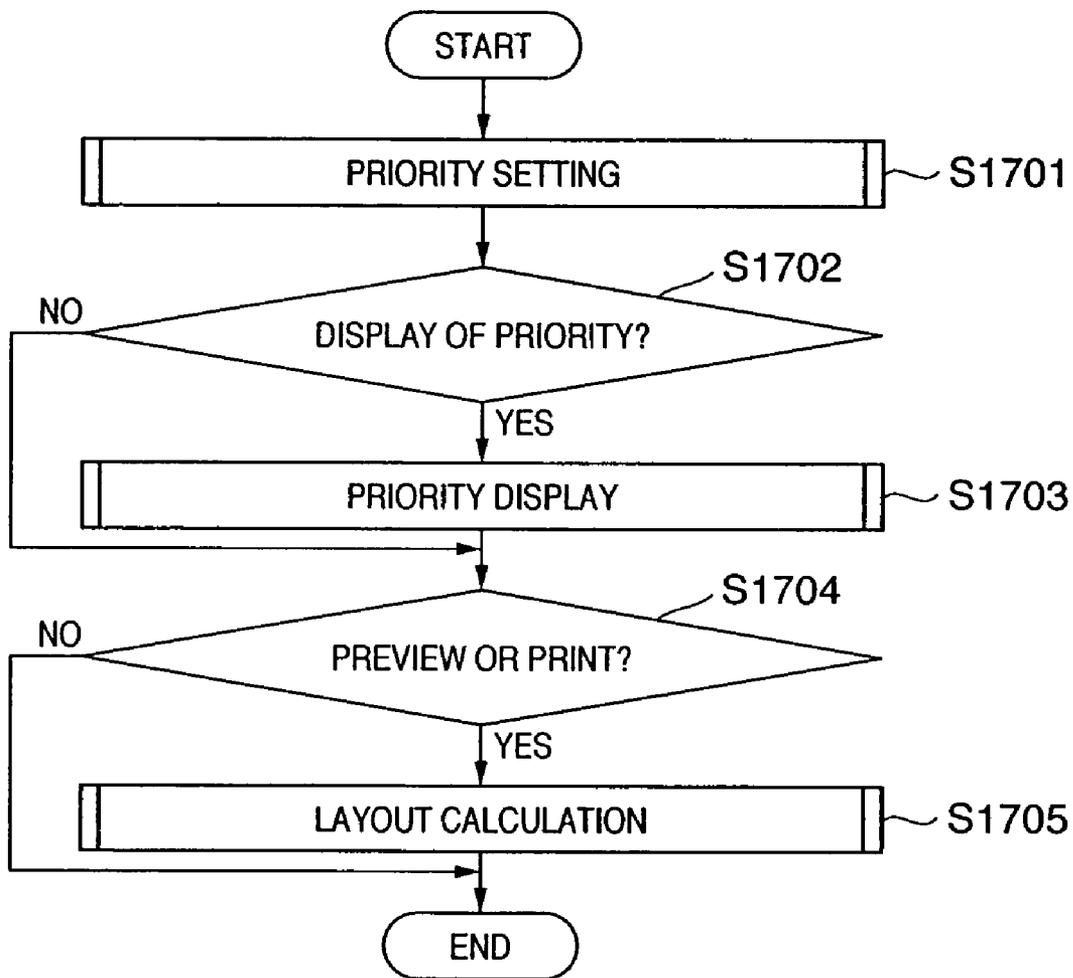 START
PRIORITY SETTING
S1701
S1702
NO
DISPLAY OF PRIORITY?
YES
PRIORITY DISPLAY
S1703
S1704
NO
PREVIEW OR PRINT?
YES
LAYOUT CALCULATION
S1705
END